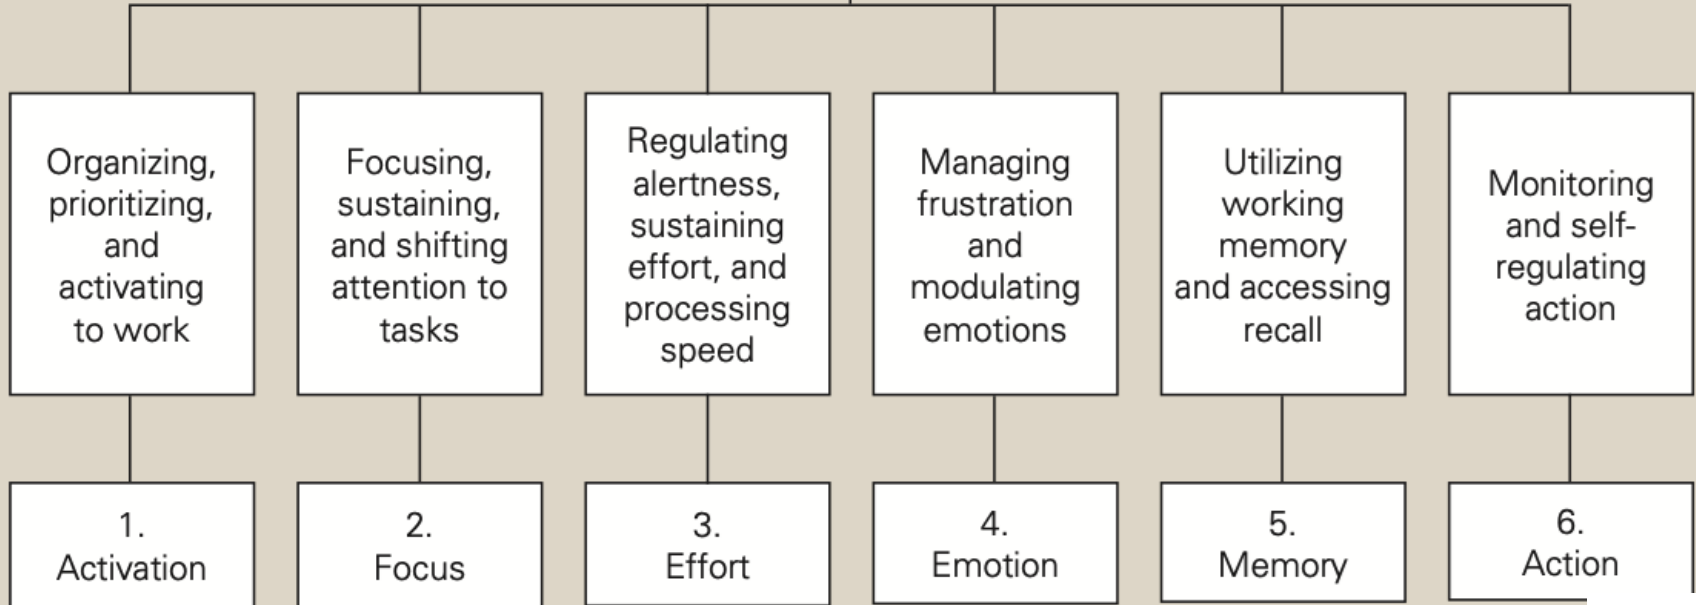 Organizing,
prioritizing,
and
activating
to work
Focusing,
sustaining,
and shifting
attention to
tasks
Regulating
alertness,
sustaining
effort, and
processing
speed
Managing
frustration
and
modulating
emotions
Utilizing
working
memory
and accessing
recall
Monitoring
and self-
regulating
action
1.
Activation
2.
Focus
3.
Effort
4.
Emotion
5.
Memory
6.
Action